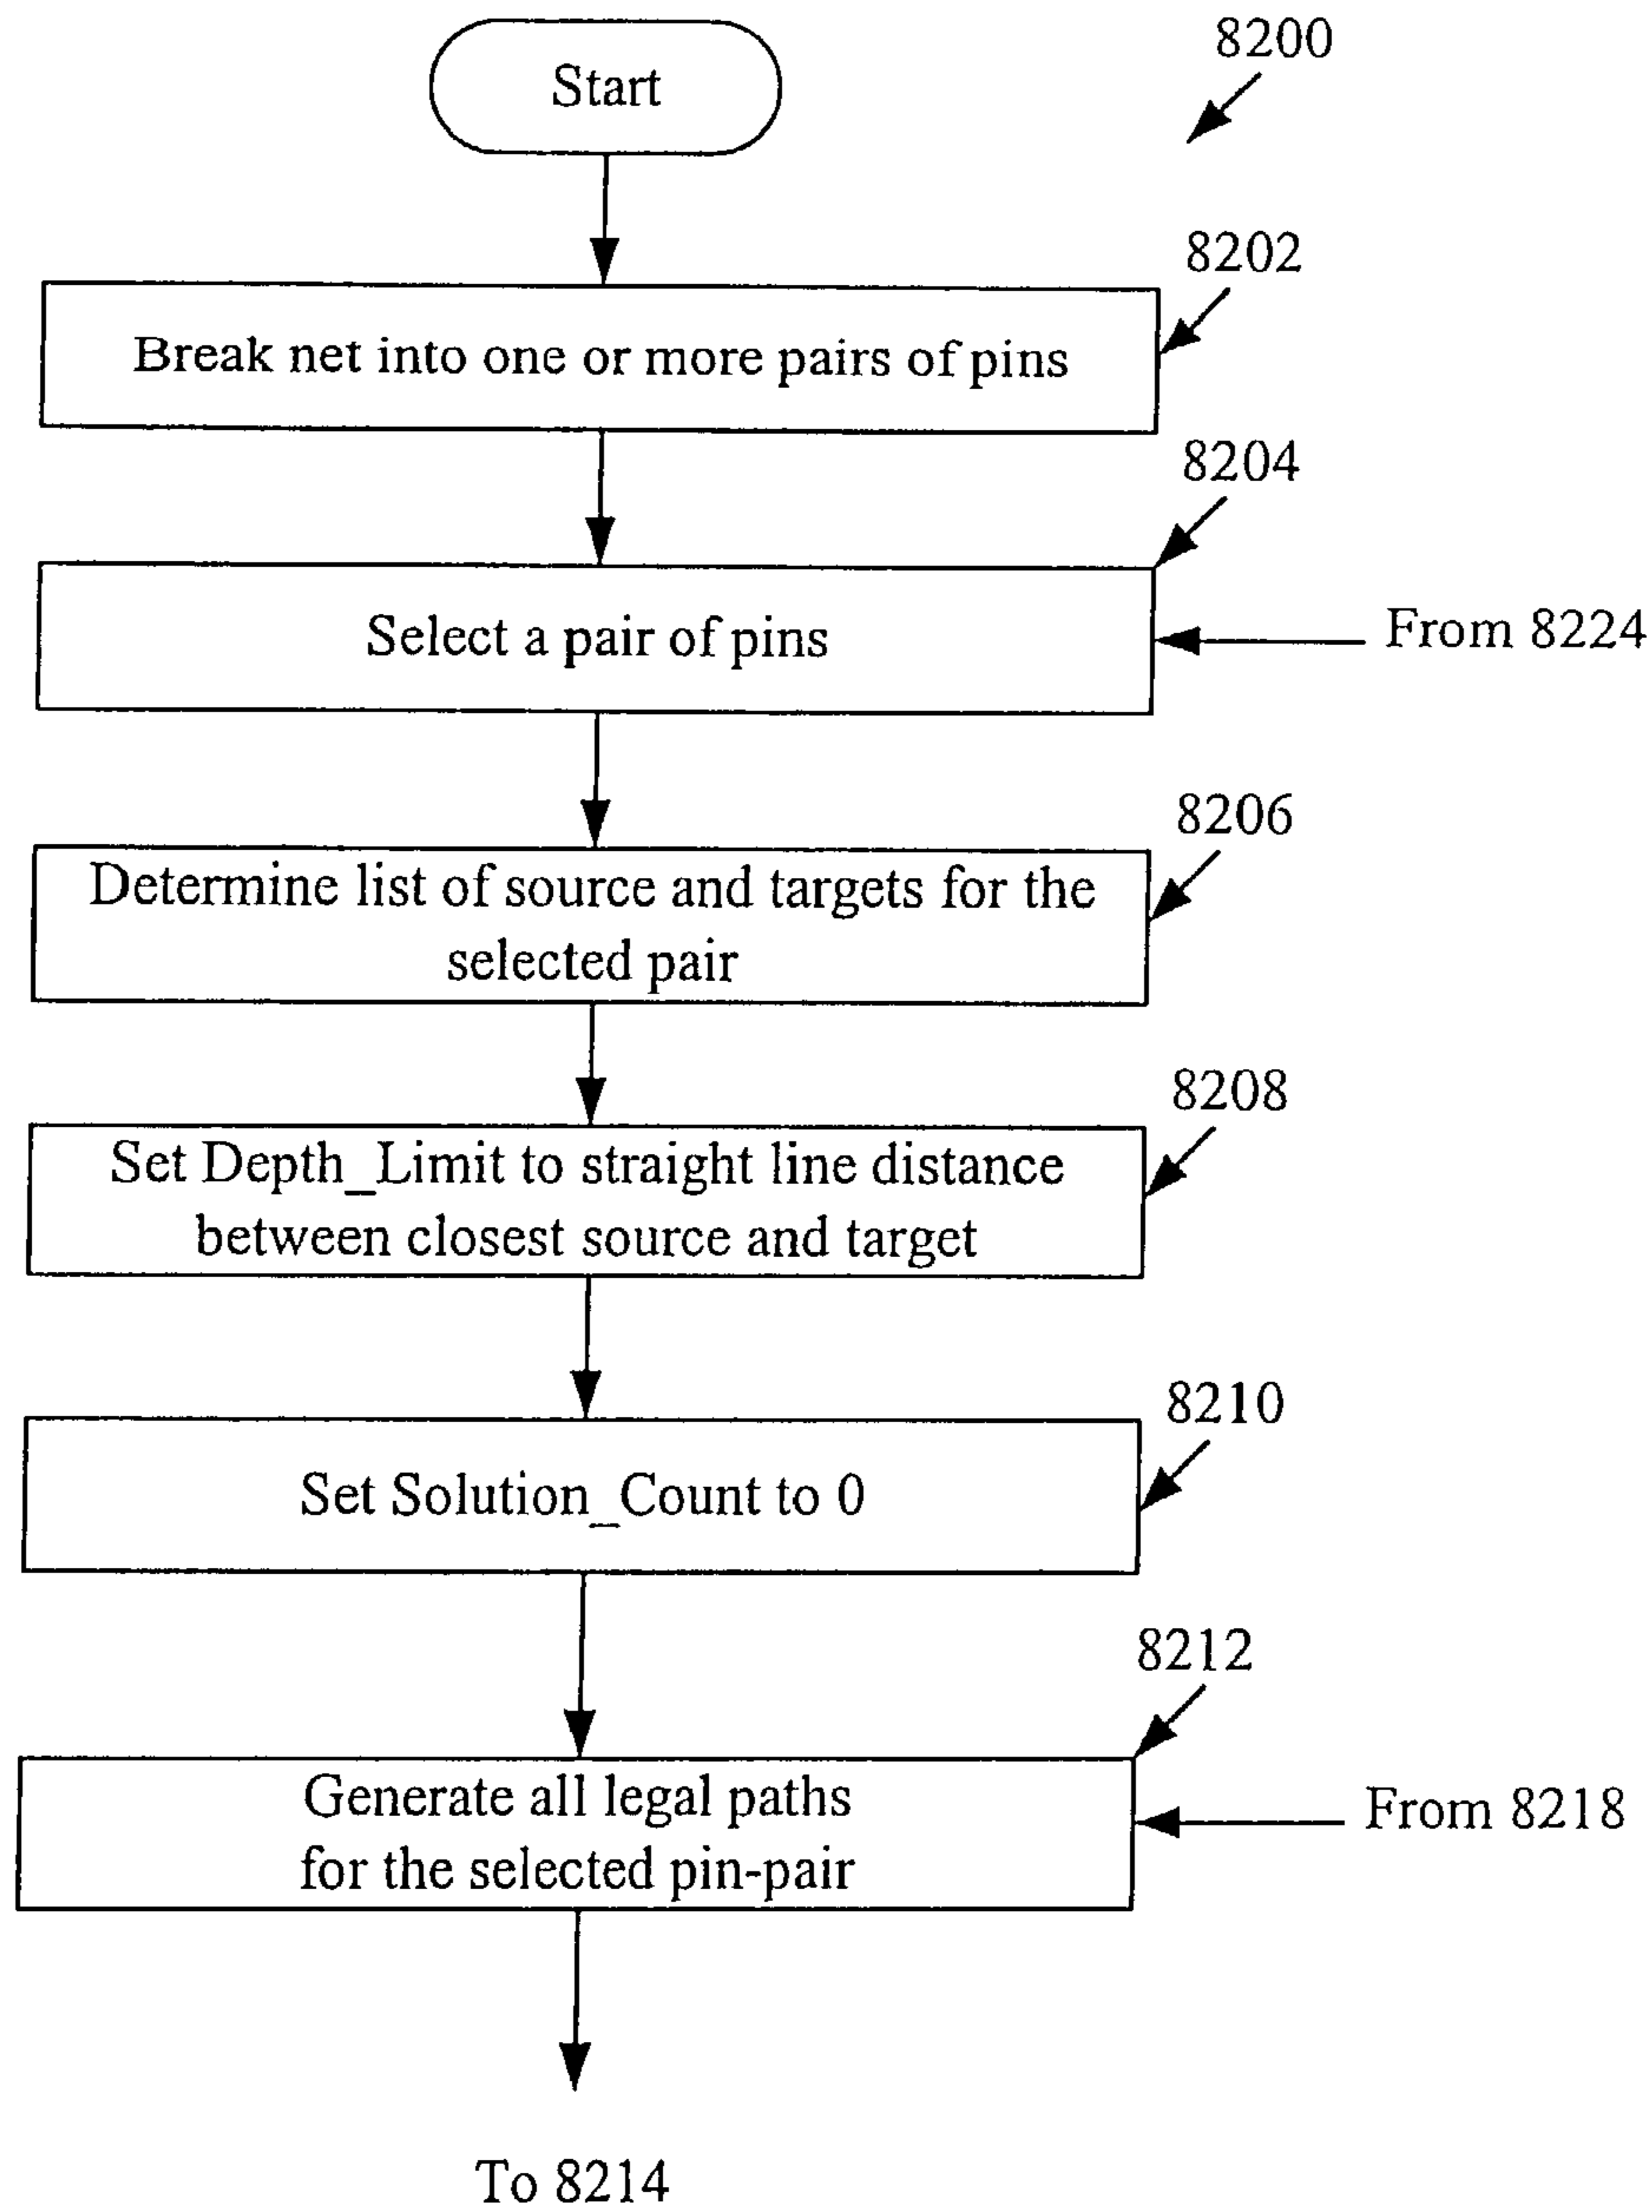 Start
8200
8202
Break net into one or more pairs of pins
8204
Select a pair of pins
From 8224
8206
Determine list of source and targets for the
selected pair
8208
Set Depth_Limit to straight line distance
between closest source and target
8210
Set Solution_Count to 0
8212
Generate all legal paths
for the selected pin-pair
From 8218
To 8214